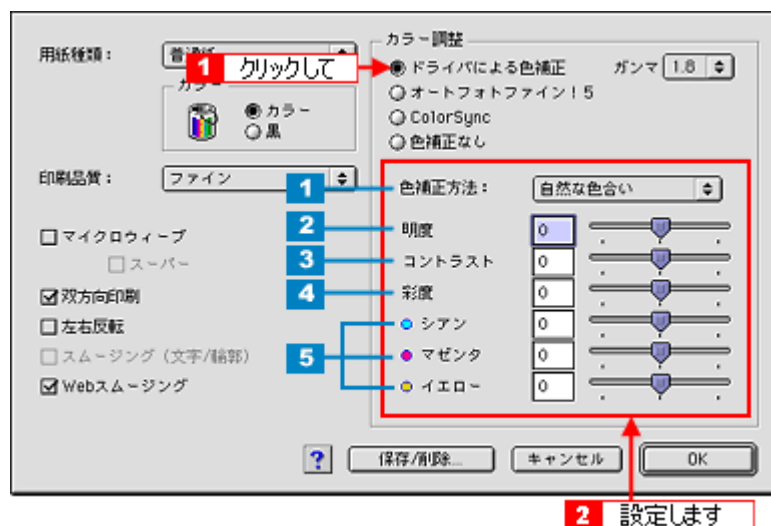 用紙種類：
1 クリックして
カラー
カラー
黒
印刷品質：
ファイン
マイクロウィーブ
スーパー
双方向印刷
左右反転
スムージング（文字/輪郭）
Webスムージング
カラー調整
ドライバによる色補正
ガンマ 1.8
オートフォトファイン！5
ColorSync
色補正なし
1 色補正方法： 自然な色合い
2 明度 0
3 コントラスト 0
4 彩度 0
5 シアン 0
マゼンタ 0
イエロー 0
? 保存/削除... キャンセル OK
2 設定します